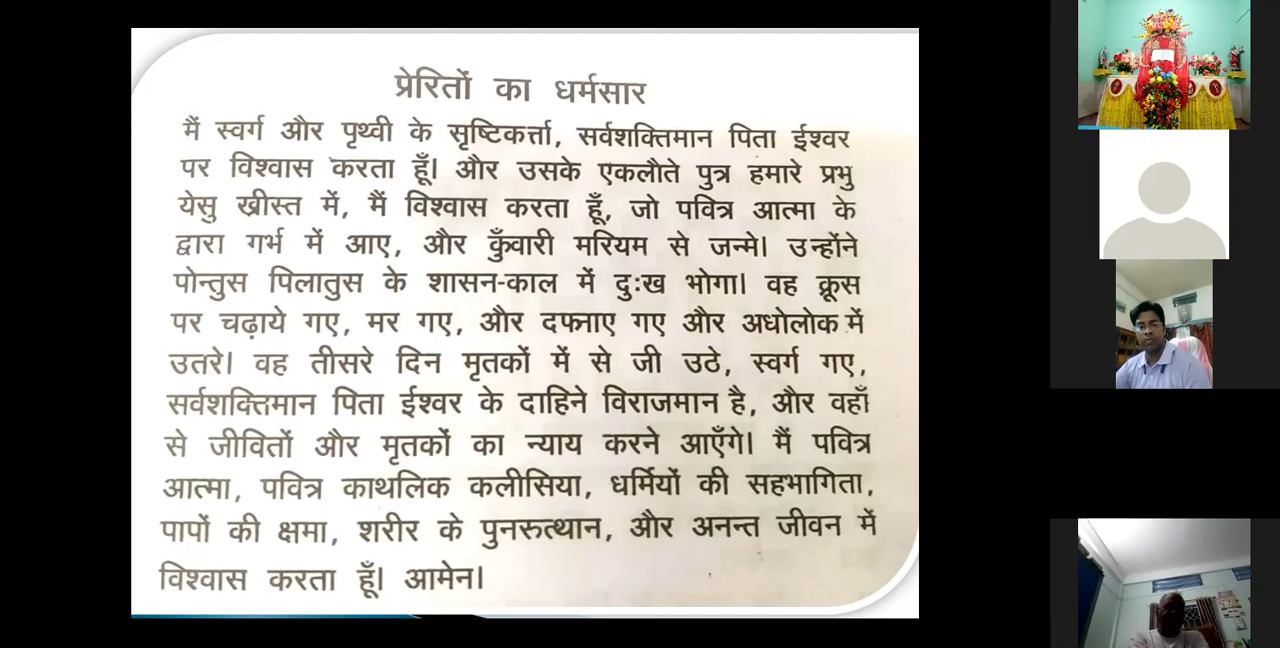 प्रेरितों का धर्मसार
मैं स्वर्ग और पृथ्वी के सृष्टिकर्त्ता, सर्वशक्तिमान पिता ईश्वर
पर विश्वास करता हूँ। और उसके एकलौते पुत्र हमारे प्रभु
येसु ख्रीस्त में, मैं विश्वास करता हूँ, जो पवित्र आत्मा के
द्वारा गर्भ में आए, और कुँवारी मरियम से जन्मे। उन्होंने
पोन्तुस पिलातुस के शासन-काल में दुःख भोगा। वह क्रूस
पर चढ़ाये गए, मर गए, और दफ्नाए गए और अधोलोक में
उतरे। वह तीसरे दिन मृतकों में से जी उठे, स्वर्ग गए,
सर्वशक्तिमान पिता ईश्वर के दाहिने विराजमान है, और वहाँ
से जीवितों और मृतकों का न्याय करने आएँगे। मैं पवित्र
आत्मा, पवित्र काथलिक कलीसिया, धर्मियों की सहभागिता,
पापों की क्षमा, शरीर के पुनरुत्थान, और अनन्त जीवन में
विश्वास करता हूँ। आमेन।